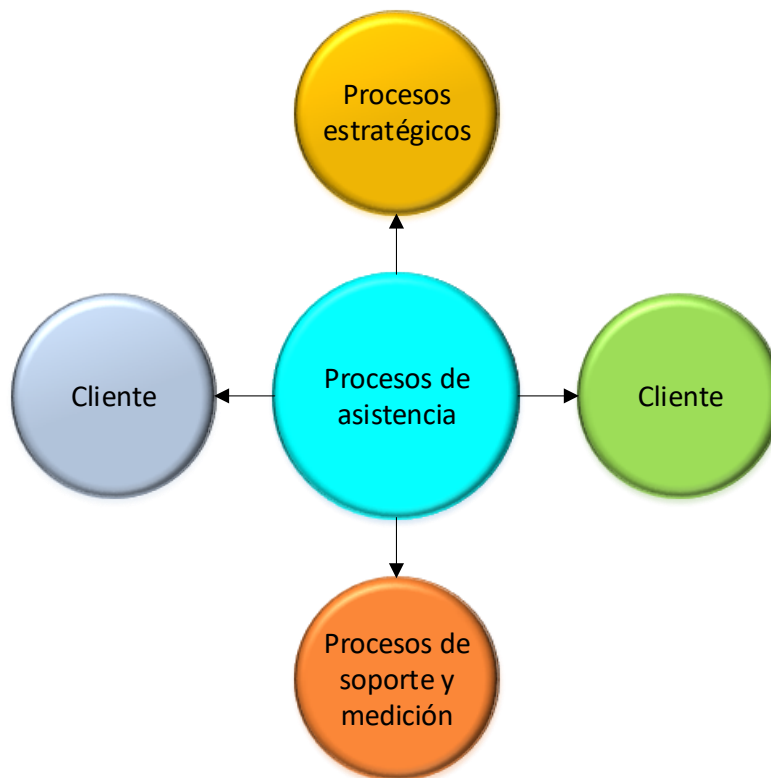 Procesos
estratégicos
Cliente
Procesos de
asistencia
Cliente
Procesos de
soporte y
medición